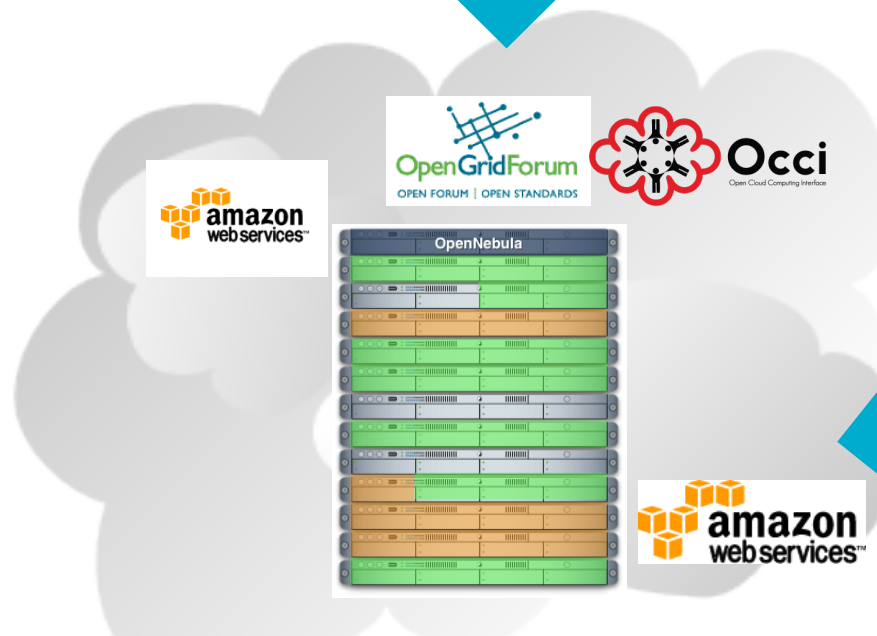 OpenGridForum
OPEN FORUM | OPEN STANDARDS
Occi
Open Cloud Computing Interface
amazon
webservices™
OpenNebula
amazon
webservices™